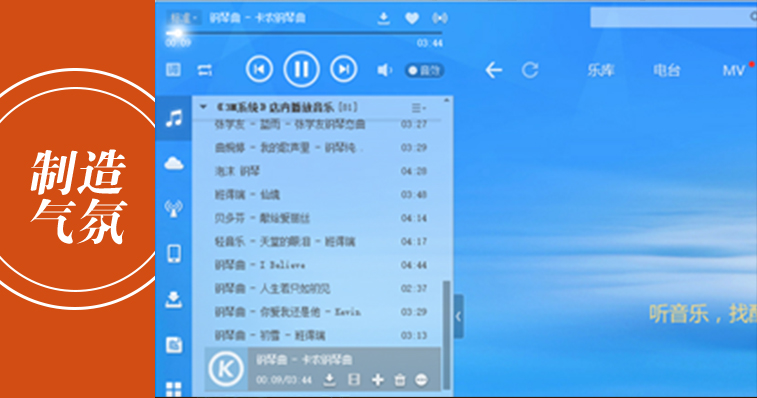 制造
气氛
标准
钢琴曲 - 卡农钢琴曲
00:09
03:44
音效
乐库
电台
MV
《3M系统》店内播放音乐 [81]
张学友 - 蓝雨 - 张学友钢琴恋曲 03:27
曲婉婷 - 我的歌声里 - 钢琴纯.. 03:29
泡沫 钢琴 04:28
班得瑞 - 仙境 03:48
贝多芬 - 献给爱丽丝 04:14
轻音乐 - 天堂的眼泪 - 班得瑞 04:17
钢琴曲 - I Believe 04:44
钢琴曲 - 人生若只如初见 02:37
钢琴曲 - 你爱我还是他 - Kevin 03:29
钢琴曲 - 初雪 - 班得瑞 03:13
K
钢琴曲 - 卡农钢琴曲
00:09/03:44
听音乐，找酷